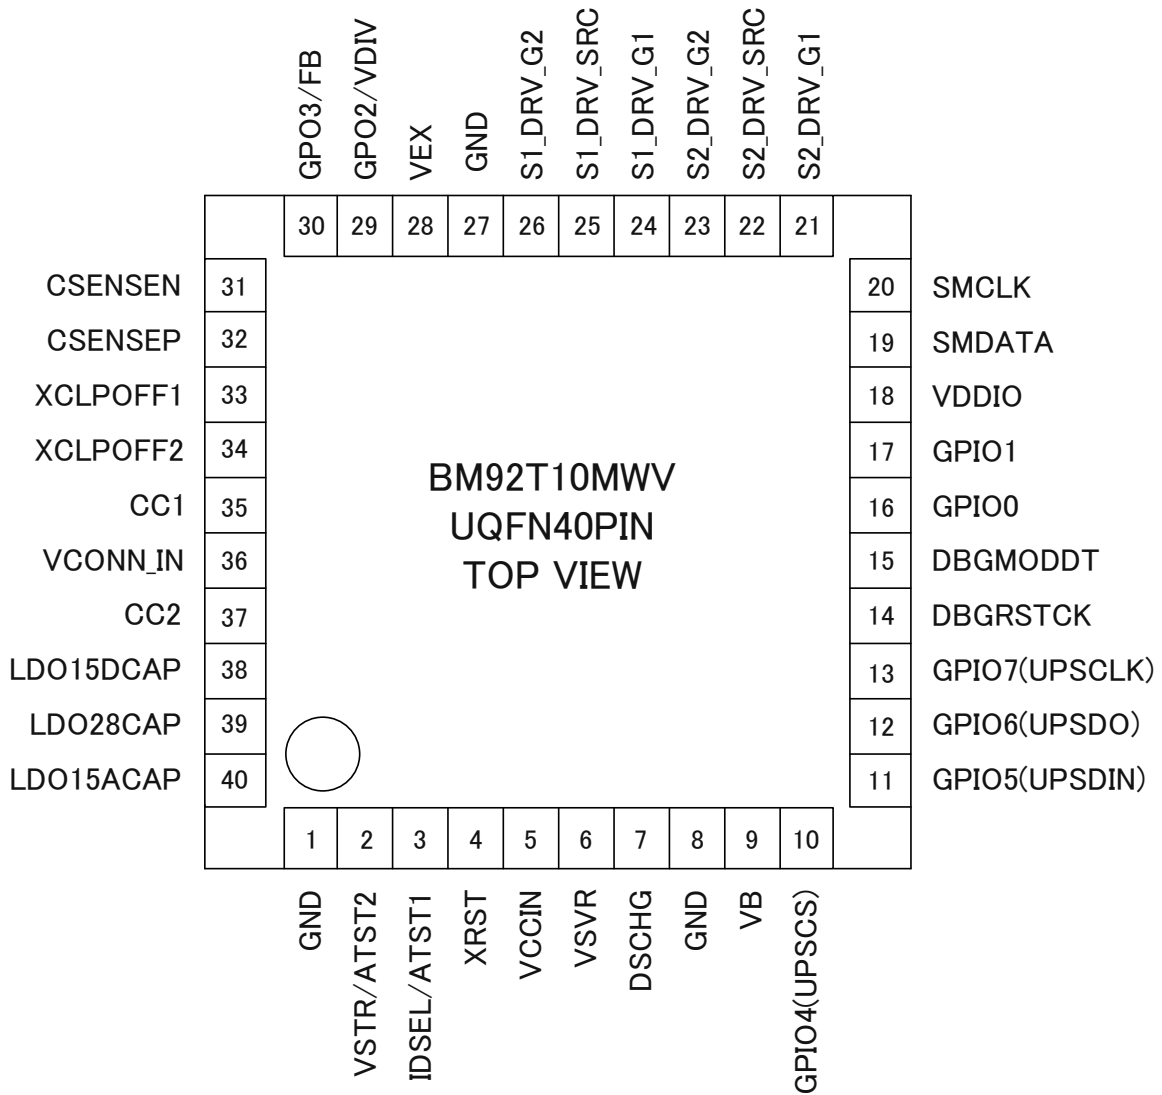 GPO3/FB
GPO2/VDIV
VEX
GND
S1_DRV_G2
S1_DRV_SRC
S1_DRV_G1
S2_DRV_G2
S2_DRV_SRC
S2_DRV_G1
30 29 28 27 26 25 24 23 22 21
CSENSEN 31
CSENSEP 32
XCLPOFF1 33
XCLPOFF2 34
CC1 35
VCONN_IN 36
CC2 37
LDO15DCAP 38
LDO28CAP 39
LDO15ACAP 40
BM92T10MWV
UQFN40PIN
TOP VIEW
20 SMCLK
19 SMDATA
18 VDDIO
17 GPIO1
16 GPIO0
15 DBGMODDT
14 DBGRSTCK
13 GPIO7(UPSCLK)
12 GPIO6(UPSDO)
11 GPIO5(UPSDIN)
1 2 3 4 5 6 7 8 9 10
GND
VSTR/ATST2
IDSEL/ATST1
XRST
VCCIN
VSVR
DSCHG
GND
VB
GPIO4(UPSCS)